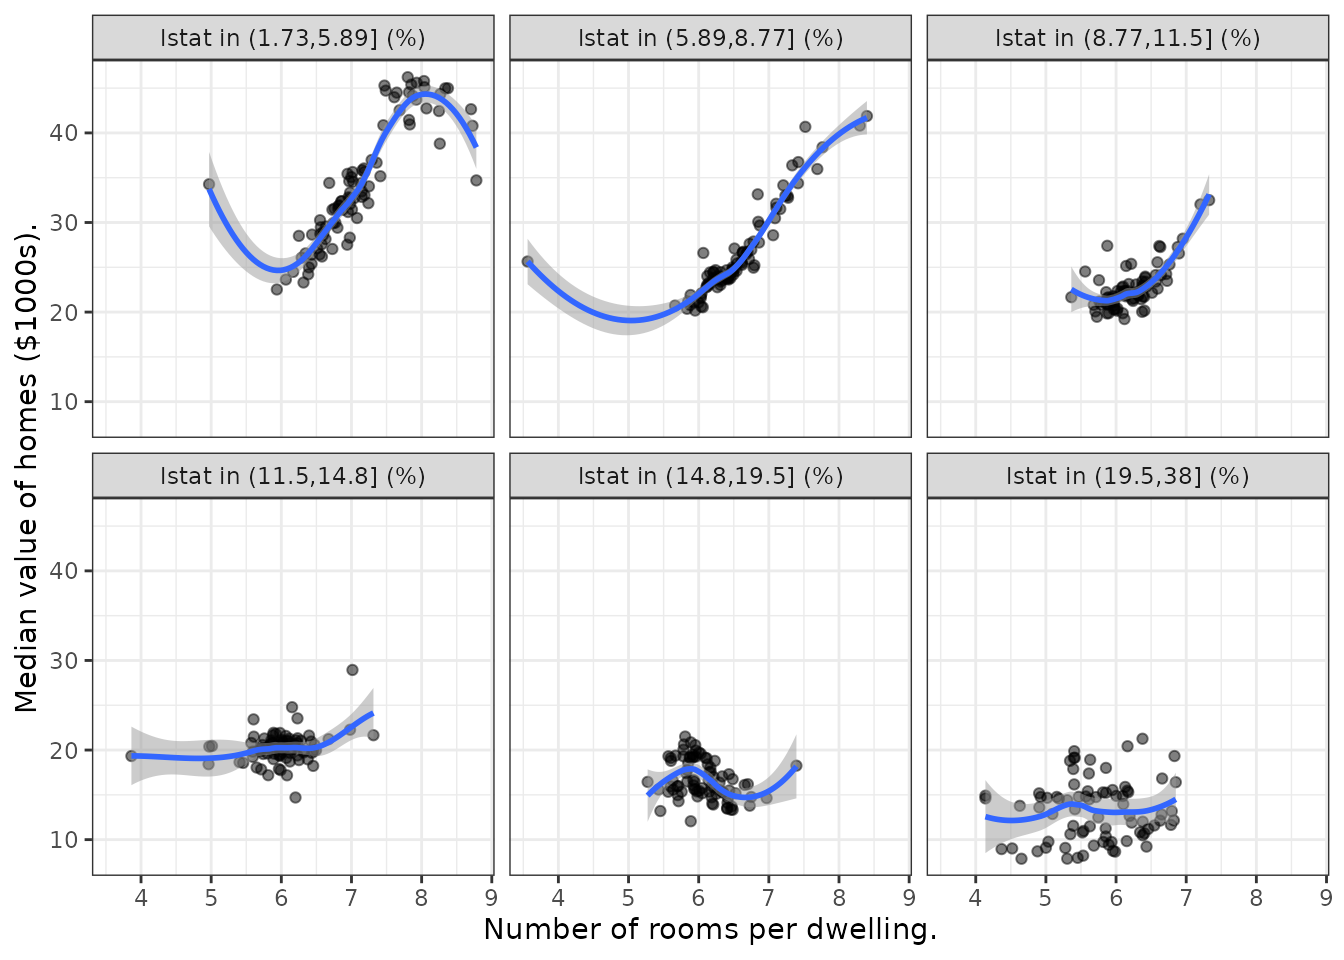 lstat in (1.73,5.89] (%)
lstat in (5.89,8.77] (%)
lstat in (8.77,11.5] (%)
40
30
20
10
lstat in (11.5,14.8] (%)
lstat in (14.8,19.5] (%)
lstat in (19.5,38] (%)
40
30
20
10
4 5 6 7 8 9
4 5 6 7 8 9
4 5 6 7 8 9
Number of rooms per dwelling.
Median value of homes ($1000s).